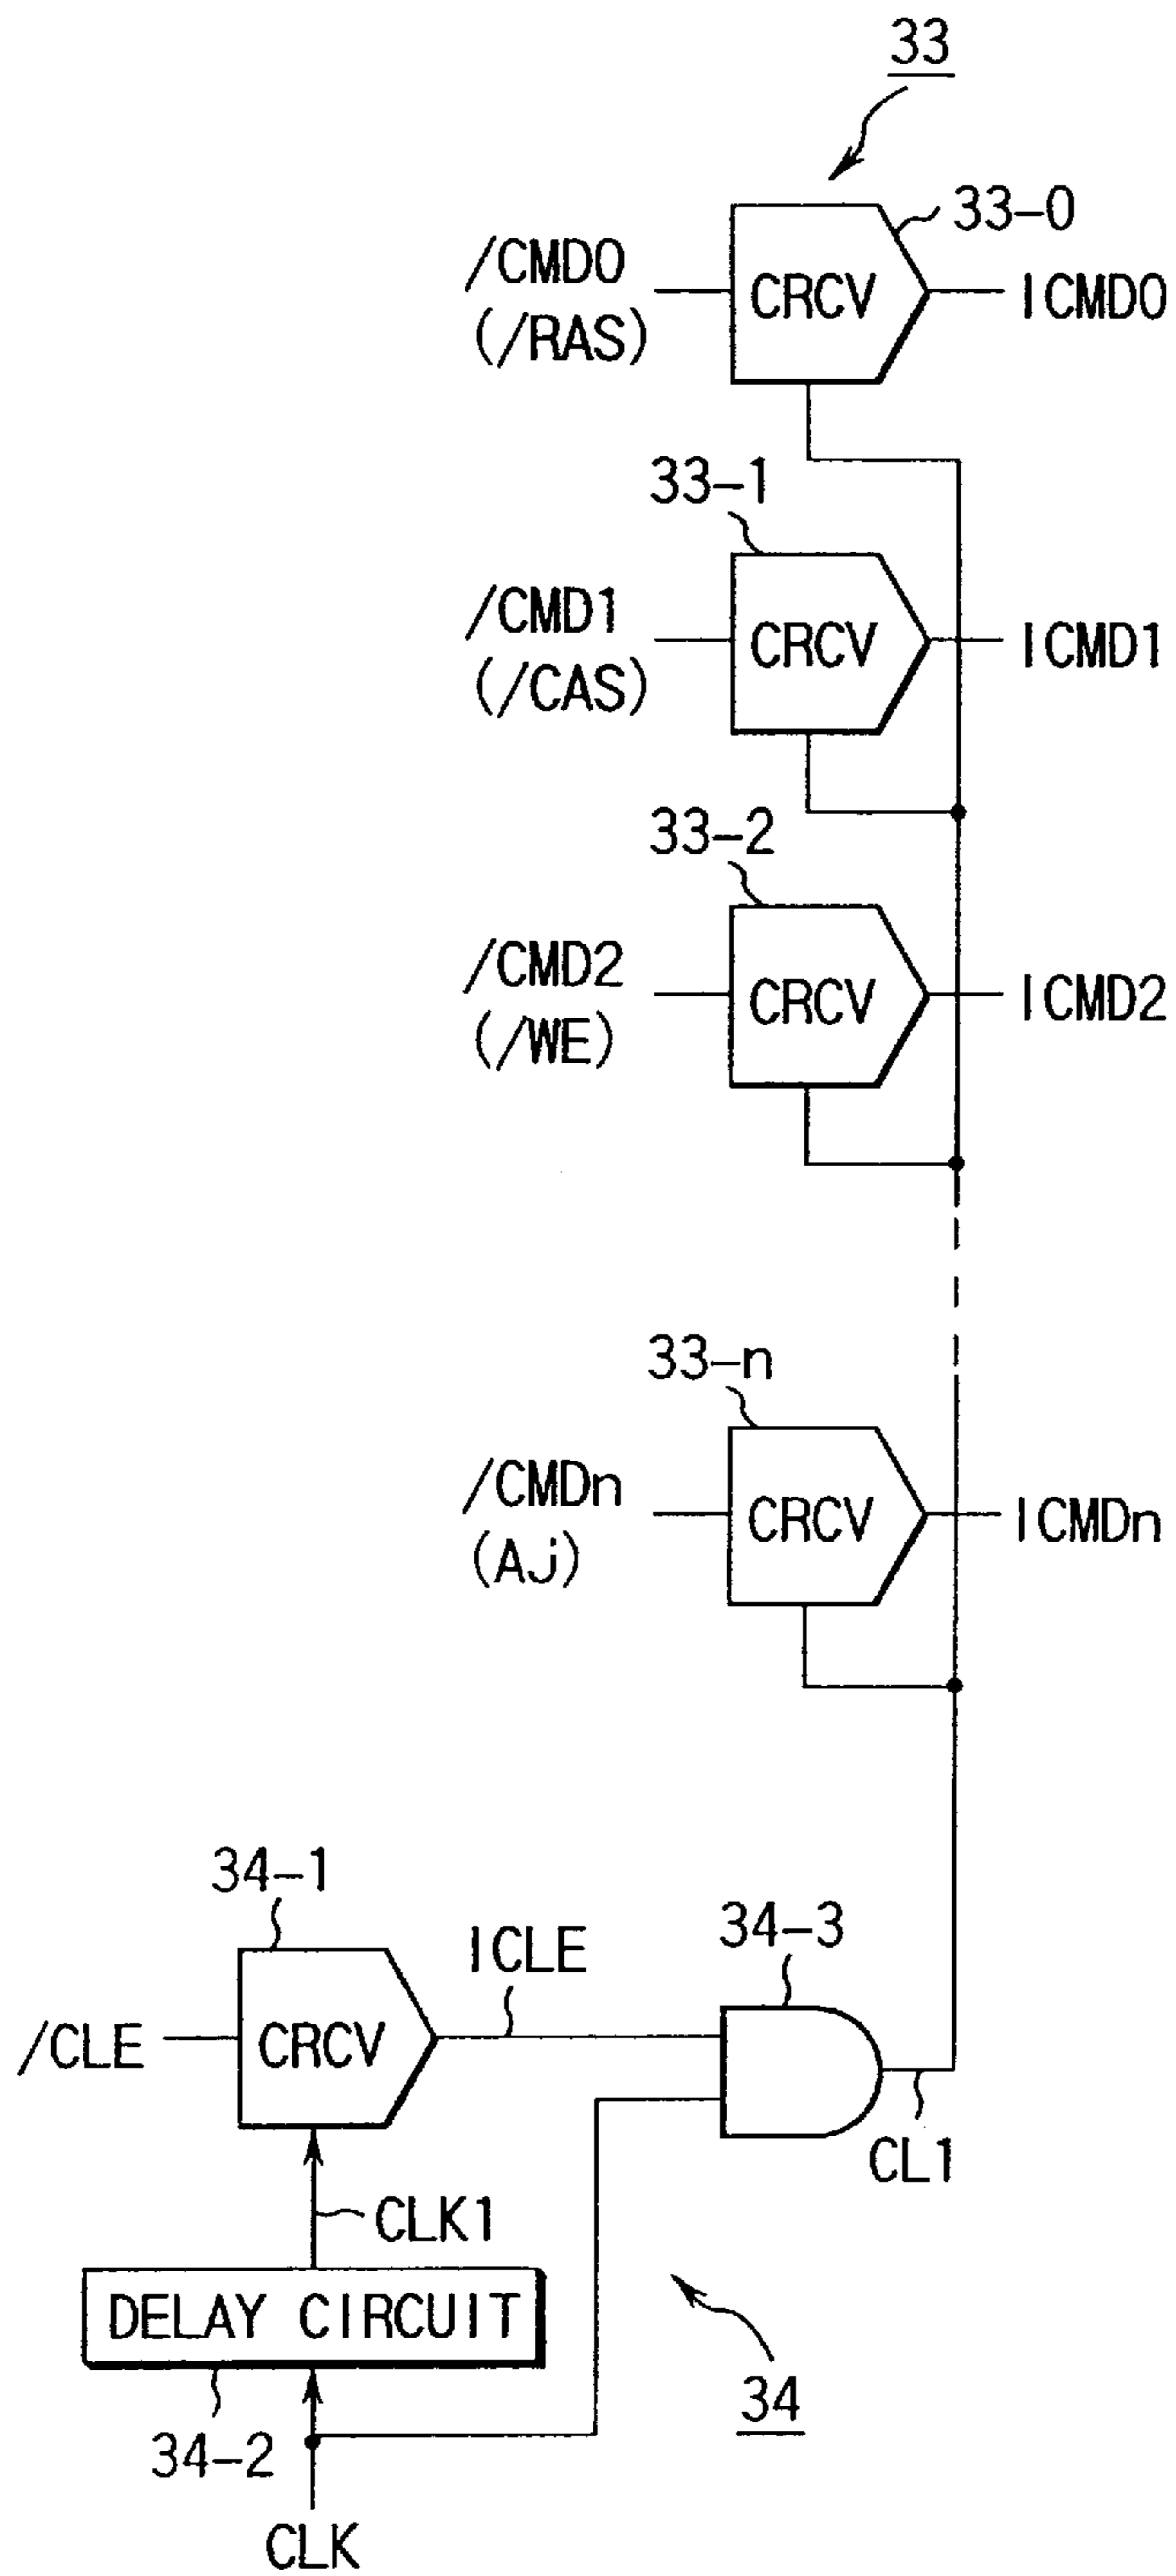 33
33-0
/CMD0
(/RAS)
CRCV
ICMD0
33-1
/CMD1
(/CAS)
CRCV
ICMD1
33-2
/CMD2
(/WE)
CRCV
ICMD2
33-n
/CMDn
(Aj)
CRCV
ICMDn
34-1
ICLE
34-3
/CLE
CRCV
CL1
CLK1
DELAY CIRCUIT
34-2
34
CLK